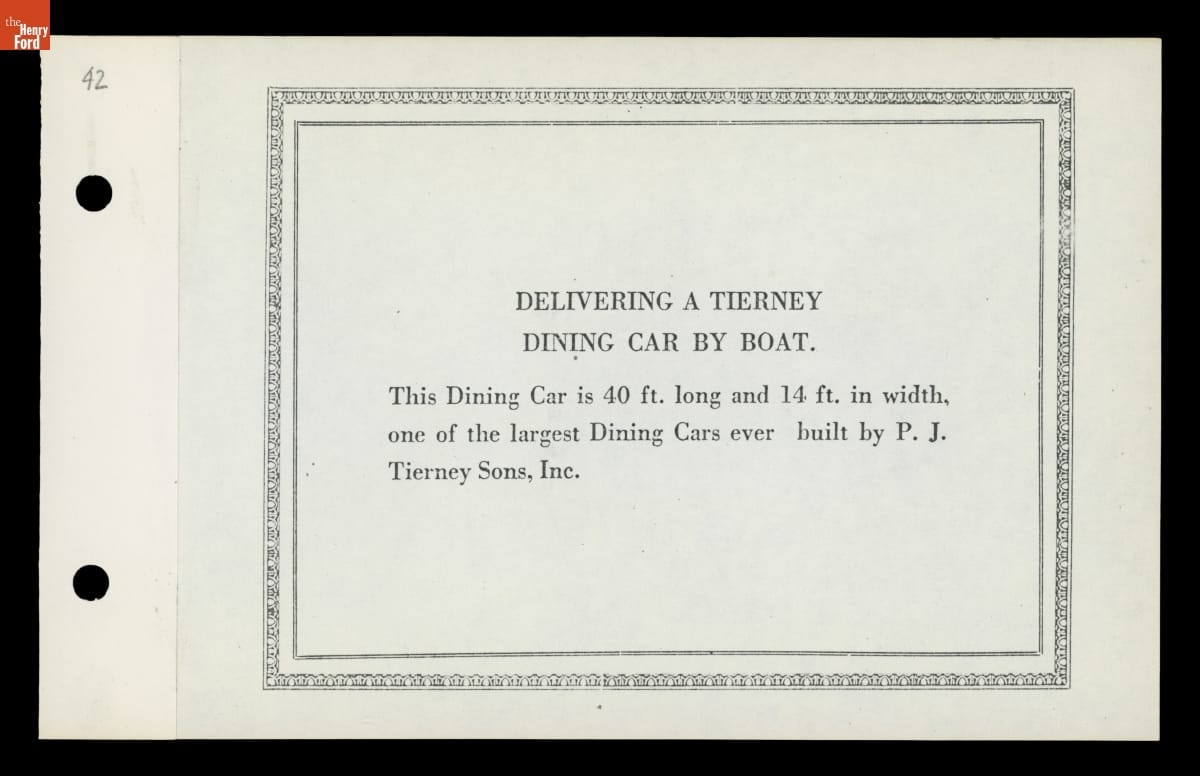 the
Henry
Ford
42
DELIVERING A TIERNEY
DINING CAR BY BOAT.
This Dining Car is 40 ft. long and 14 ft. in width,
one of the largest Dining Cars ever built by P. J.
Tierney Sons, Inc.